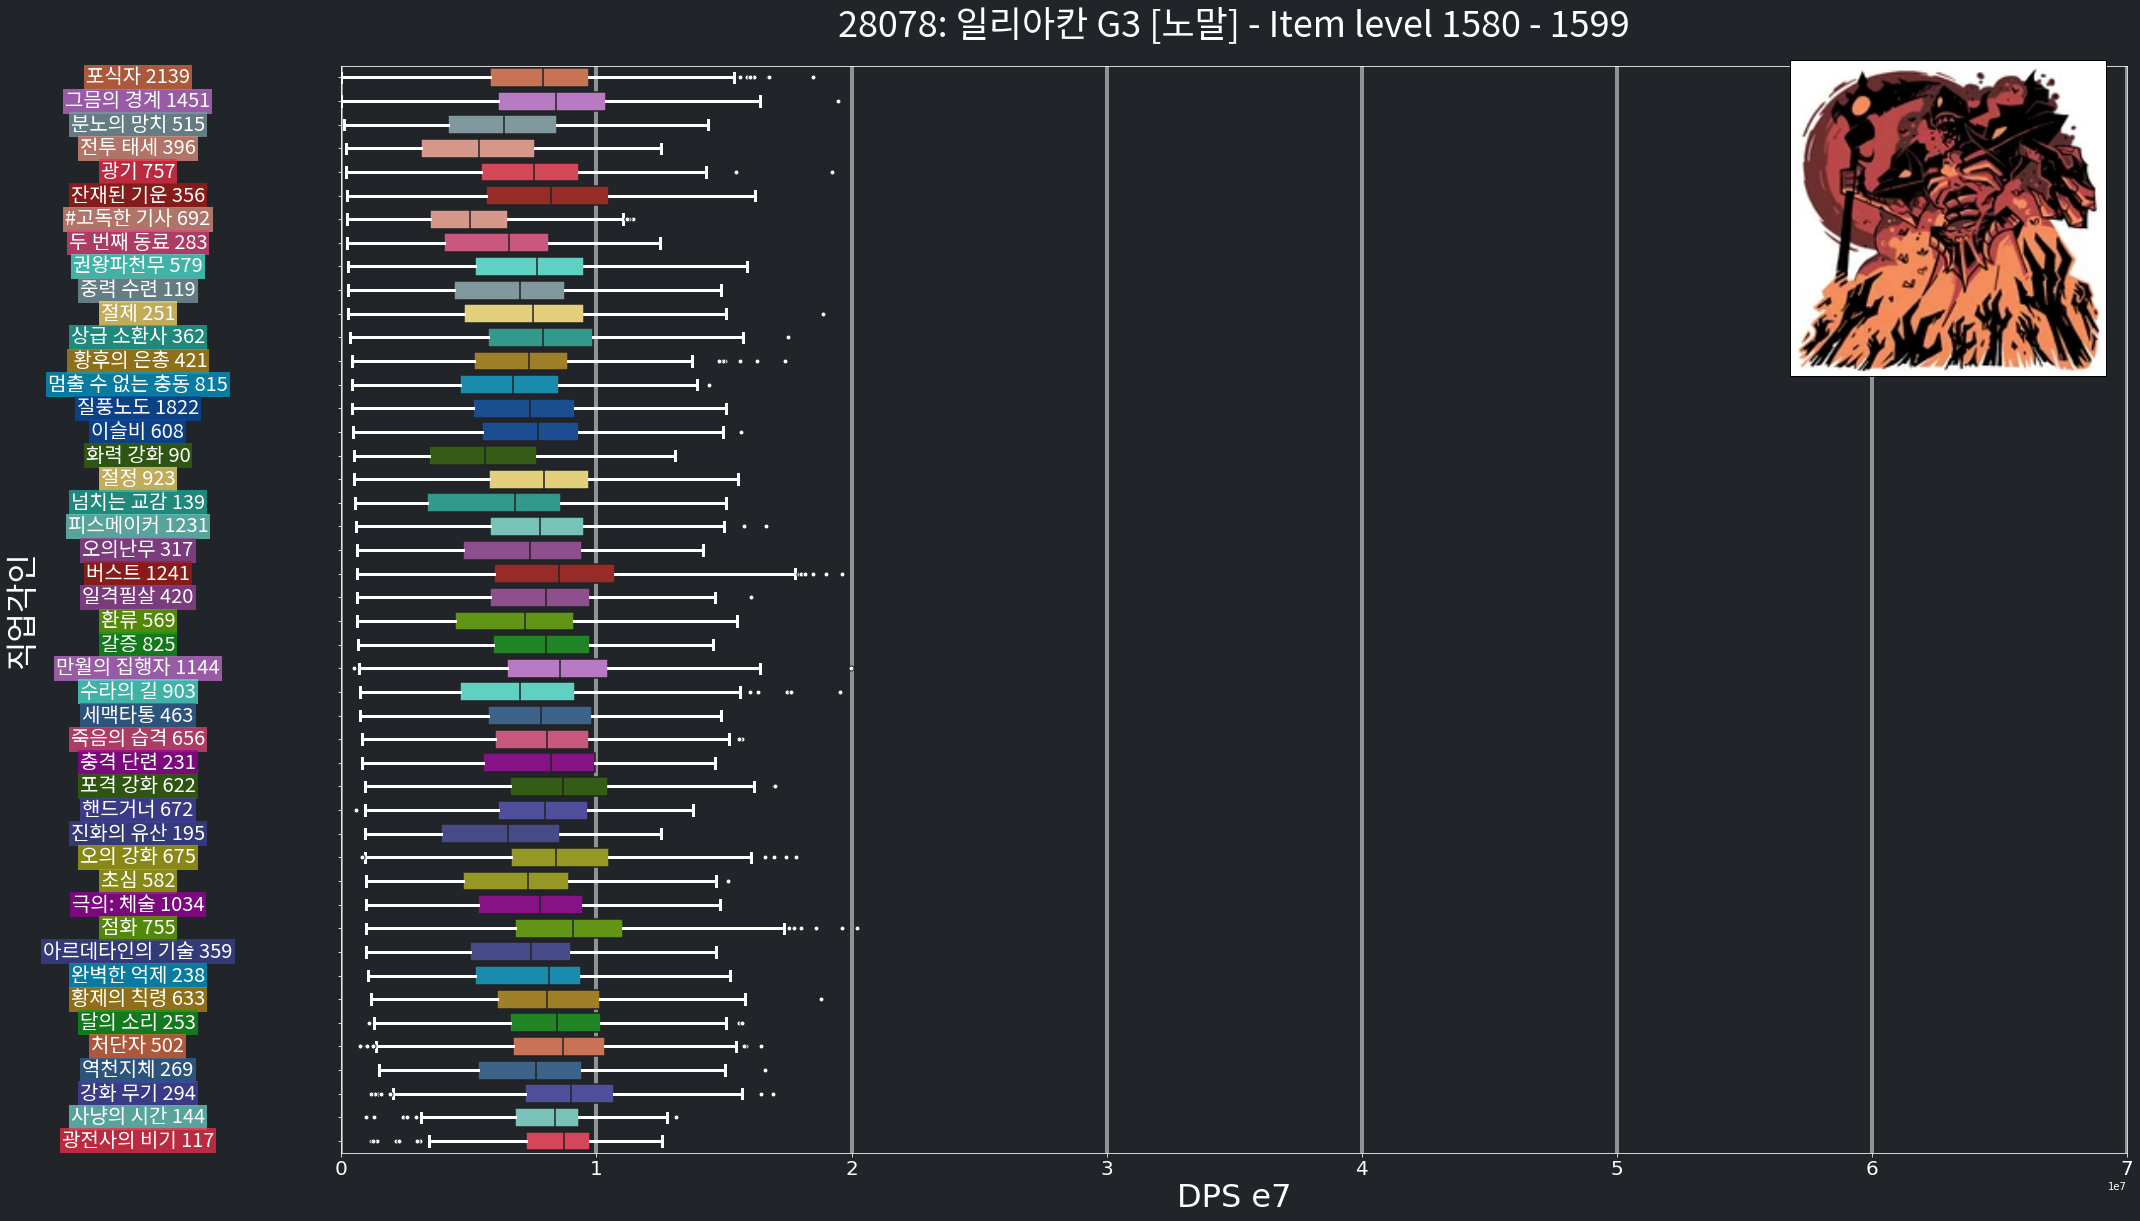 28078: 일리아칸 G3 [노말] - Item level 1580 - 1599
포식자 2139
그믐의 경계 1451
분노의 망치 515
전투 태세 396
광기 757
잔재된 기운 356
#고독한 기사 692
두 번째 동료 283
권왕파천무 579
중력 수련 119
절제 251
상급 소환사 362
황후의 은총 421
멈출 수 없는 충동 815
질풍노도 1822
이슬비 608
화력 강화 90
절정 923
넘치는 교감 139
피스메이커 1231
오의난무 317
버스트 1241
일격필살 420
환류 569
갈증 825
만월의 집행자 1144
수라의 길 903
세맥타통 463
죽음의 습격 656
충격 단련 231
포격 강화 622
핸드거너 672
진화의 유산 195
오의 강화 675
초심 582
극의: 체술 1034
점화 755
아르데타인의 기술 359
완벽한 억제 238
황제의 칙령 633
달의 소리 253
처단자 502
역천지체 269
강화 무기 294
사냥의 시간 144
광전사의 비기 117
직업각인
0 1 2 3 4 5 6 7
1e7
DPS e7